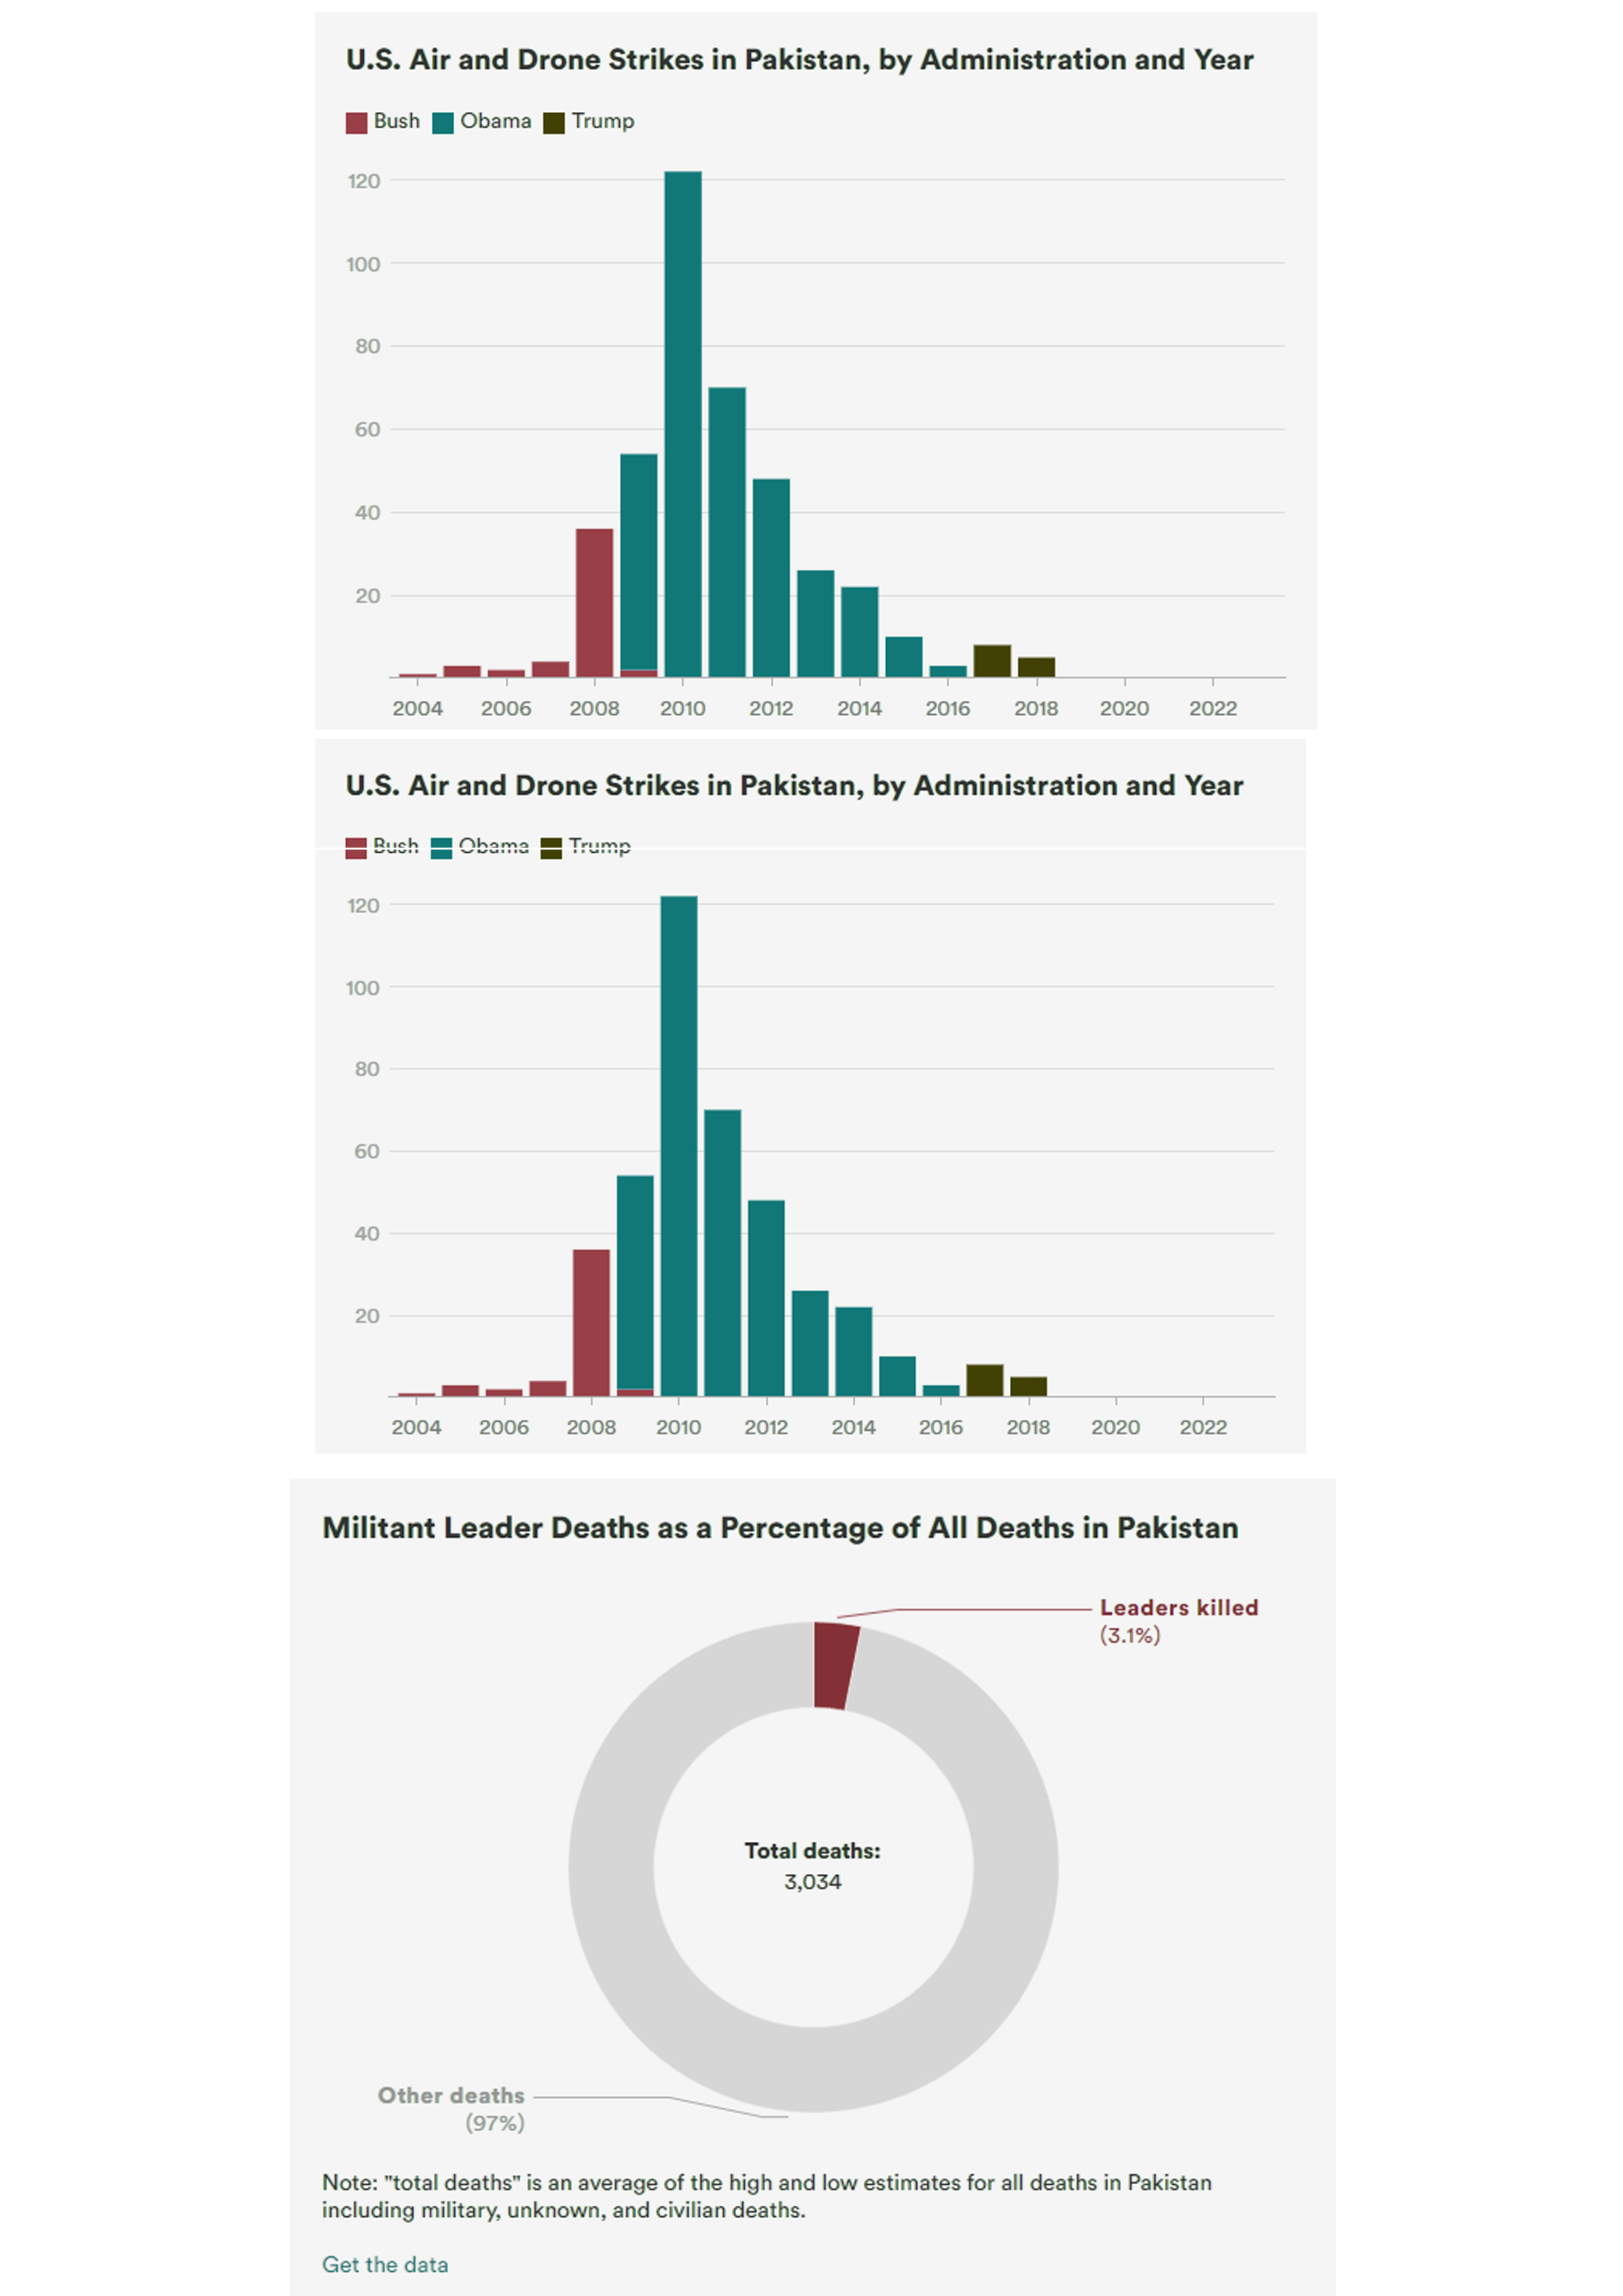 U.S. Air and Drone Strikes in Pakistan, by Administration and Year
Bush Obama Trump
120
100
80
60
40
20
2004 2006 2008 2010 2012 2014 2016 2018 2020 2022
U.S. Air and Drone Strikes in Pakistan, by Administration and Year
Bush Obama Trump
120
100
80
60
40
20
2004 2006 2008 2010 2012 2014 2016 2018 2020 2022
Militant Leader Deaths as a Percentage of All Deaths in Pakistan
Leaders killed
(3.1%)
Total deaths:
3,034
Other deaths
(97%)
Note: "total deaths" is an average of the high and low estimates for all deaths in Pakistan
including military, unknown, and civilian deaths.
Get the data